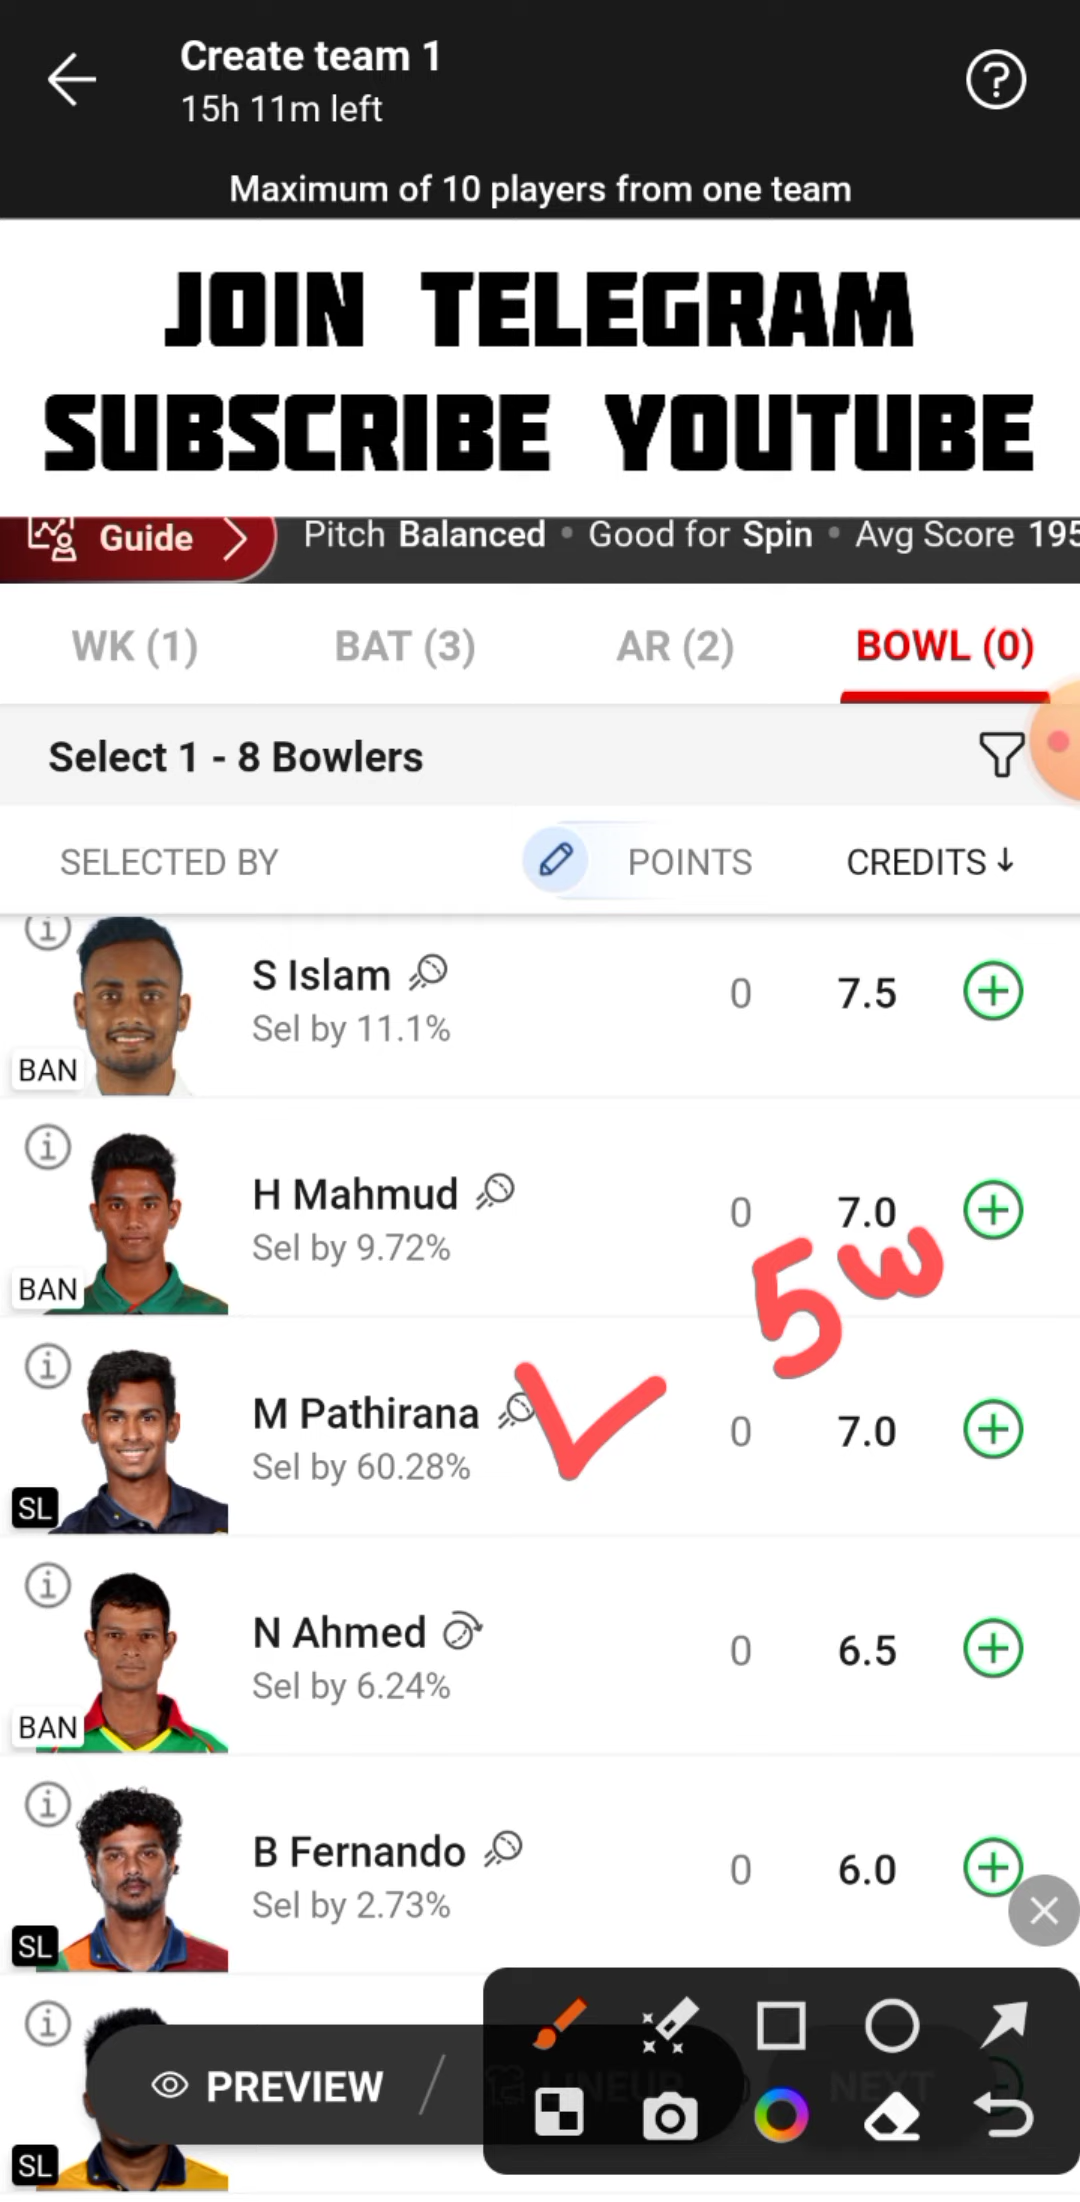 Create team 1
15h 11m left
Maximum of 10 players from one team
JOIN TELEGRAM
SUBSCRIBE YOUTUBE
Guide Pitch Balanced • Good for Spin • Avg Score 195
WK (1) BAT (3) AR (2) BOWL (0)
Select 1 - 8 Bowlers
SELECTED BY POINTS CREDITS ↓
S Islam 0 7.5
Sel by 11.1%
BAN
H Mahmud 0 7.0
Sel by 9.72%
BAN
5w
M Pathirana 0 7.0
Sel by 60.28%
SL
N Ahmed 0 6.5
Sel by 6.24%
BAN
B Fernando 0 6.0
Sel by 2.73%
SL
PREVIEW / LINEUP NEXT
SL